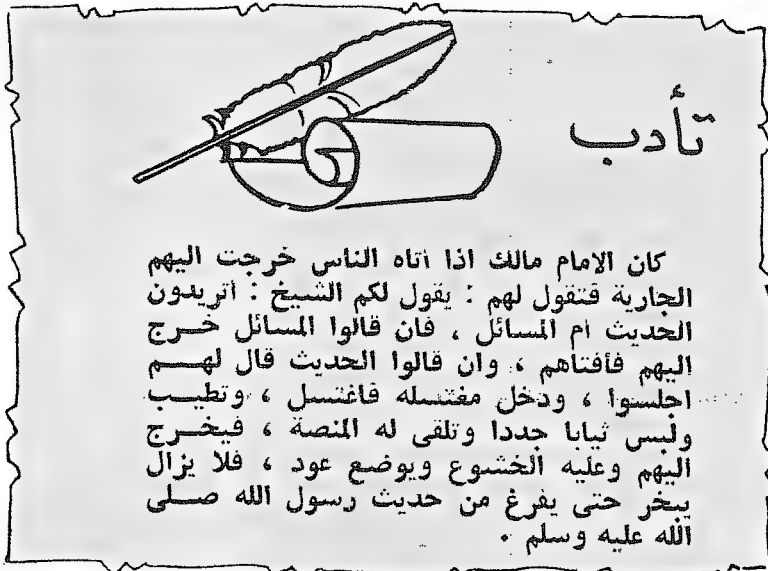 تأدب
كان الامام مالك اذا أتاه الناس خرجت اليهم
الجارية فتقول لهم : يقول لكم الشيخ : أتريدون
الحديث أم المسائل ، فان قالوا المسائل خرج
اليهم فأفتاهم ، وان قالوا الحديث قال لهم
اجلسوا ، ودخل مغتسله فاغتسل ، وتطيب
ولبس ثيابا جددا وتلقى له المنصة ، فيخرج
اليهم وعليه الخشوع ويوضع عود ، فلا يزال
يبخر حتى يفرغ من حديث رسول الله صلى
الله عليه وسلم .